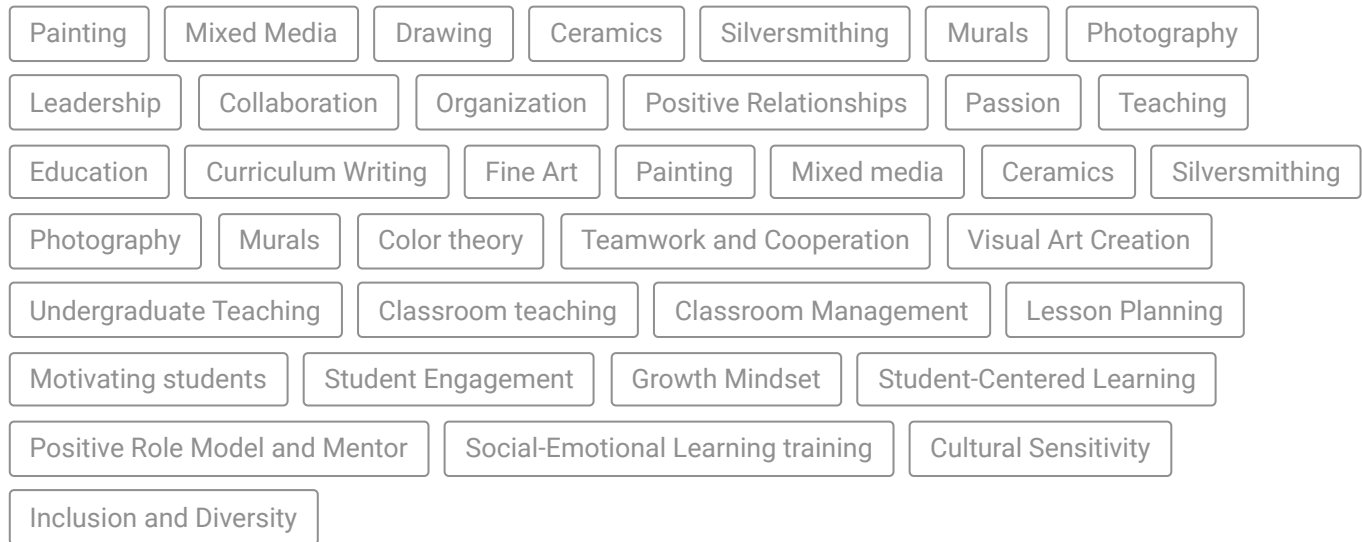 Painting Mixed Media Drawing Ceramics Silversmithing Murals Photography
Leadership Collaboration Organization Positive Relationships Passion Teaching
Education Curriculum Writing Fine Art Painting Mixed media Ceramics Silversmithing
Photography Murals Color theory Teamwork and Cooperation Visual Art Creation
Undergraduate Teaching Classroom teaching Classroom Management Lesson Planning
Motivating students Student Engagement Growth Mindset Student-Centered Learning
Positive Role Model and Mentor Social-Emotional Learning training Cultural Sensitivity
Inclusion and Diversity